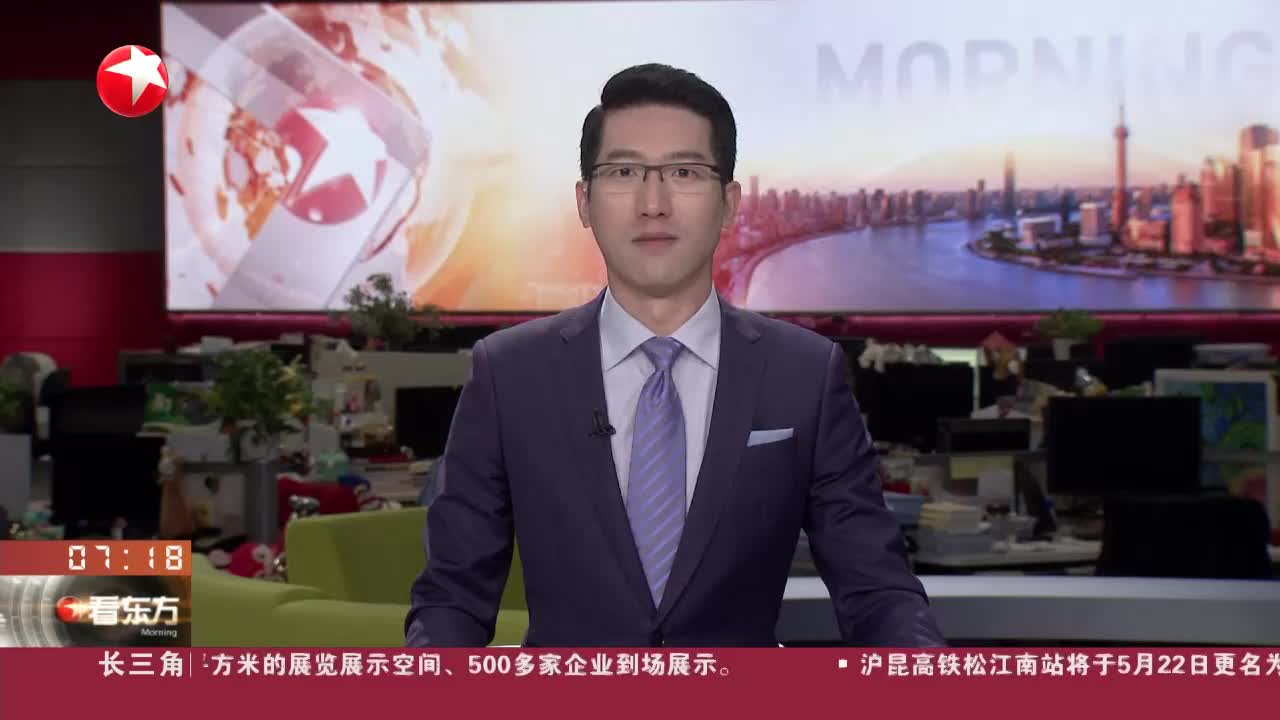 MORNING
07:18
看东方
Morning
长三角
方米的展览展示空间、500多家企业到场展示。
▪ 沪昆高铁松江南站将于5月22日更名为